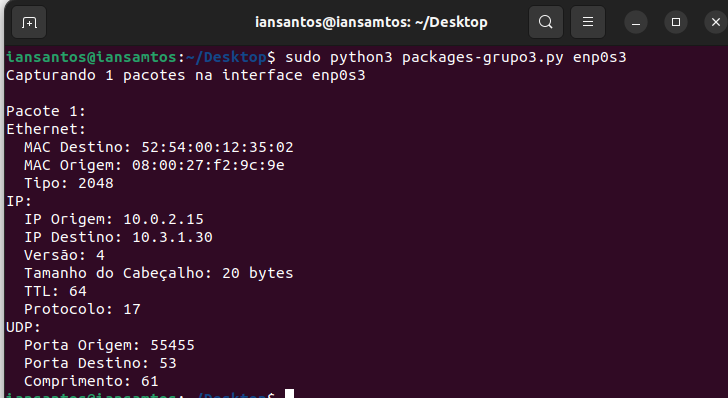 iansantos@iansamtos: ~/Desktop
iansantos@iansamtos:~/Desktop$ sudo python3 packages-grupo3.py enp0s3
Capturando 1 pacotes na interface enp0s3
Pacote 1:
Ethernet:
MAC Destino: 52:54:00:12:35:02
MAC Origem: 08:00:27:f2:9c:9e
Tipo: 2048
IP:
IP Origem: 10.0.2.15
IP Destino: 10.3.1.30
Versão: 4
Tamanho do Cabeçalho: 20 bytes
TTL: 64
Protocolo: 17
UDP:
Porta Origem: 55455
Porta Destino: 53
Comprimento: 61
iansantos@iansamtos:~/Desktop$